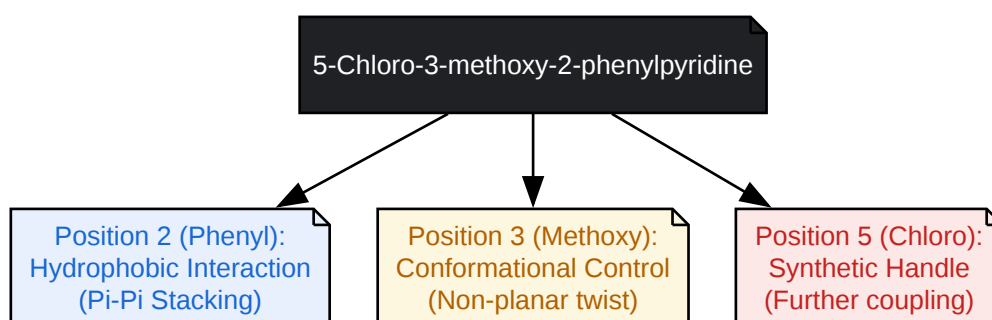 5-Chloro-3-methoxy-2-phenylpyridine
Position 2 (Phenyl):
Hydrophobic Interaction
(Pi-Pi Stacking)
Position 3 (Methoxy):
Conformational Control
(Non-planar twist)
Position 5 (Chloro):
Synthetic Handle
(Further coupling)